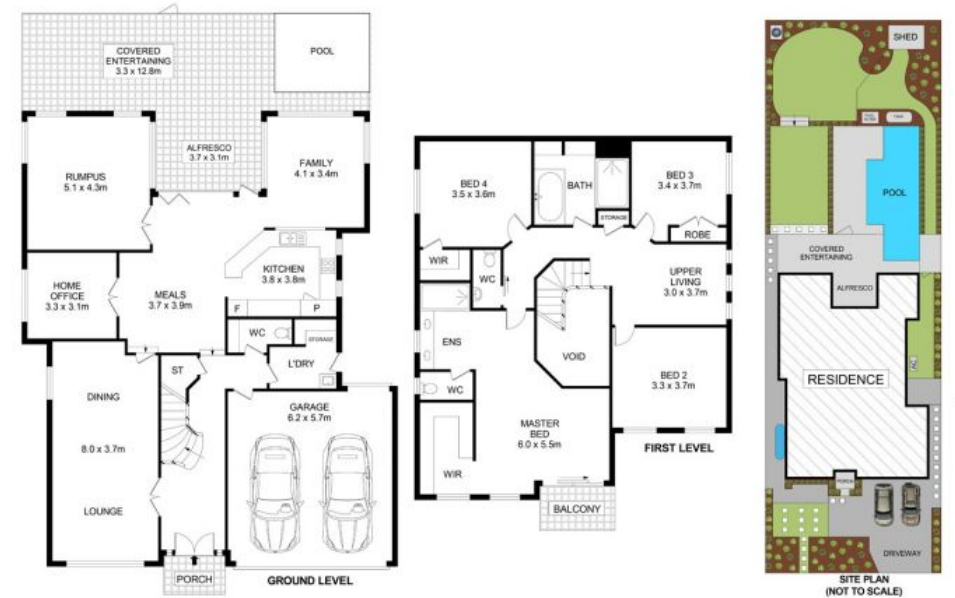 COVERED
ENTERTAINING
3.3 x 12.8m
POOL
ALFRESCO
3.7 x 3.1m
RUMPUS
5.1 x 4.3m
FAMILY
4.1 x 3.4m
KITCHEN
3.8 x 3.8m
HOME
OFFICE
3.3 x 3.1m
MEALS
3.7 x 3.9m
F
P
WC
STORAGE
ST
L'DRY
DINING
8.0 x 3.7m
LOUNGE
GARAGE
6.2 x 5.7m
PORCH
GROUND LEVEL
BED 4
3.5 x 3.6m
BATH
BED 3
3.4 x 3.7m
STORAGE
ROBE
WIR
WC
UPPER
LIVING
3.0 x 3.7m
ENS
VOID
WC
BED 2
3.3 x 3.7m
MASTER
BED
6.0 x 5.5m
WIR
FIRST LEVEL
BALCONY
SHED
POOL
COVERED
ENTERTAINING
ALFRESCO
RESIDENCE
PORCH
DRIVEWAY
SITE PLAN
(NOT TO SCALE)